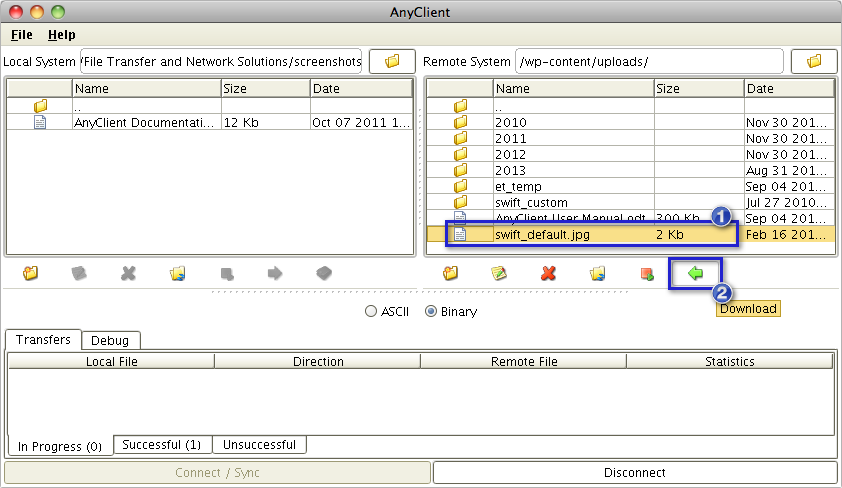 AnyClient
File Help
Local System /File Transfer and Network Solutions/screenshots
Remote System /wp-content/uploads/
Name Size Date
..
AnyClient Documentati... 12 Kb Oct 07 2011 1...
Name Size Date
..
2010 Nov 30 201...
2011 Nov 30 201...
2012 Nov 30 201...
2013 Aug 31 201...
et_temp Sep 04 201...
swift_custom Jul 27 2010...
AnyClient User Manual.odt 300 Kb Sep 04 201...
1
swift_default.jpg 2 Kb Feb 16 201...
2
Download
ASCII Binary
Transfers Debug
Local File Direction Remote File Statistics
In Progress (0) Successful (1) Unsuccessful
Connect / Sync Disconnect